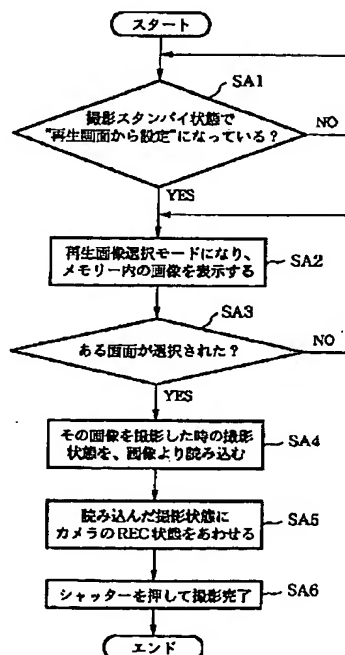 スタート
SA1
撮影スタンバイ状態で
"再生画面から設定"になっている?
NO
YES
再生画像選択モードになり、
メモリー内の画像を表示する
SA2
SA3
ある画面が選択された?
NO
YES
その画像を撮影した時の撮影
状態を、画像より読み込む
SA4
読み込んだ撮影状態に
カメラのREC状態をあわせる
SA5
シャッターを押して撮影完了
SA6
エンド